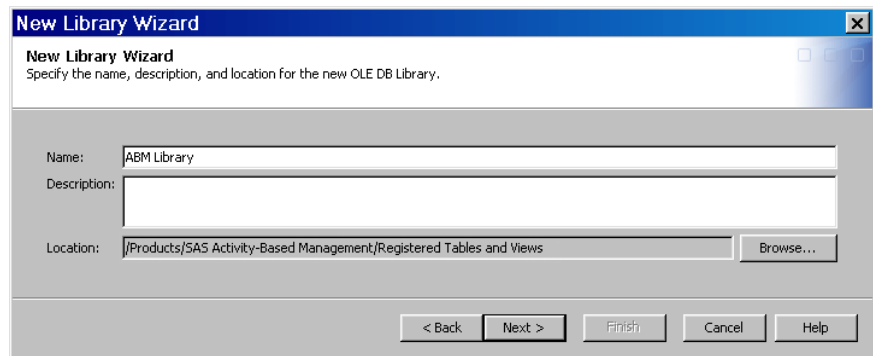 New Library Wizard
New Library Wizard
Specify the name, description, and location for the new OLE DB Library.
Name: ABM Library
Description:
Location: /Products/SAS Activity-Based Management/Registered Tables and Views Browse...
< Back Next > Finish Cancel Help